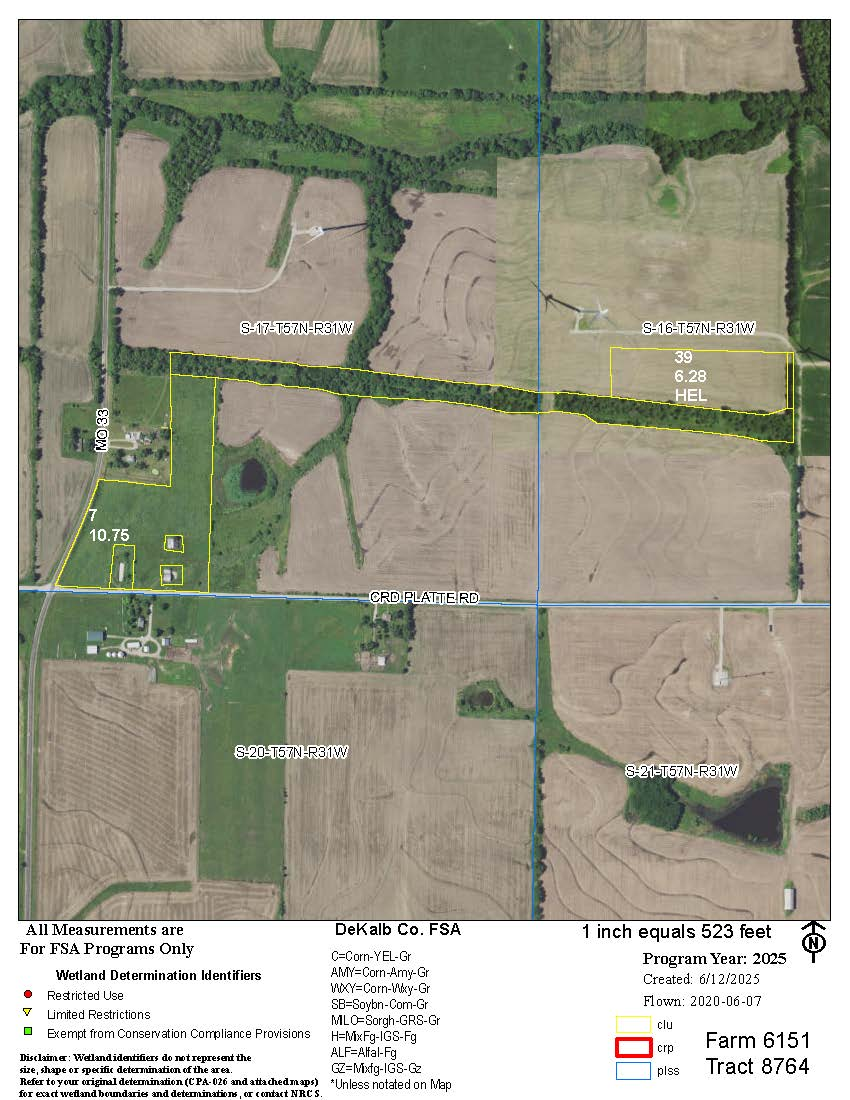 S-17-T57N-R31W
S-16-T57N-R31W
39
6.28
HEL
MO 33
7
10.75
CRD PLATTE RD
S-20-T57N-R31W
S-21-T57N-R31W
All Measurements are
For FSA Programs Only
Wetland Determination Identifiers
Restricted Use
Limited Restrictions
Exempt from Conservation Compliance Provisions
Disclaimer: Wetland identifiers do not represent the
size, shape or specific determination of the area.
Refer to your original determination (CPA-026 and attached maps)
for exact wetland boundaries and determinations, or contact NRCS.
DeKalb Co. FSA
C=Corn-YEL-Gr
AMY=Corn-Amy-Gr
WXY=Corn-Wxy-Gr
SB=Soybn-Com-Gr
MILO=Sorgh-GRS-Gr
H=MixFg-IGS-Fg
ALF=Alfal-Fg
GZ=Mixfg-IGS-Gz
*Unless notated on Map
1 inch equals 523 feet
N
Program Year: 2025
Created: 6/12/2025
Flown: 2020-06-07
clu
crp
plss
Farm 6151
Tract 8764